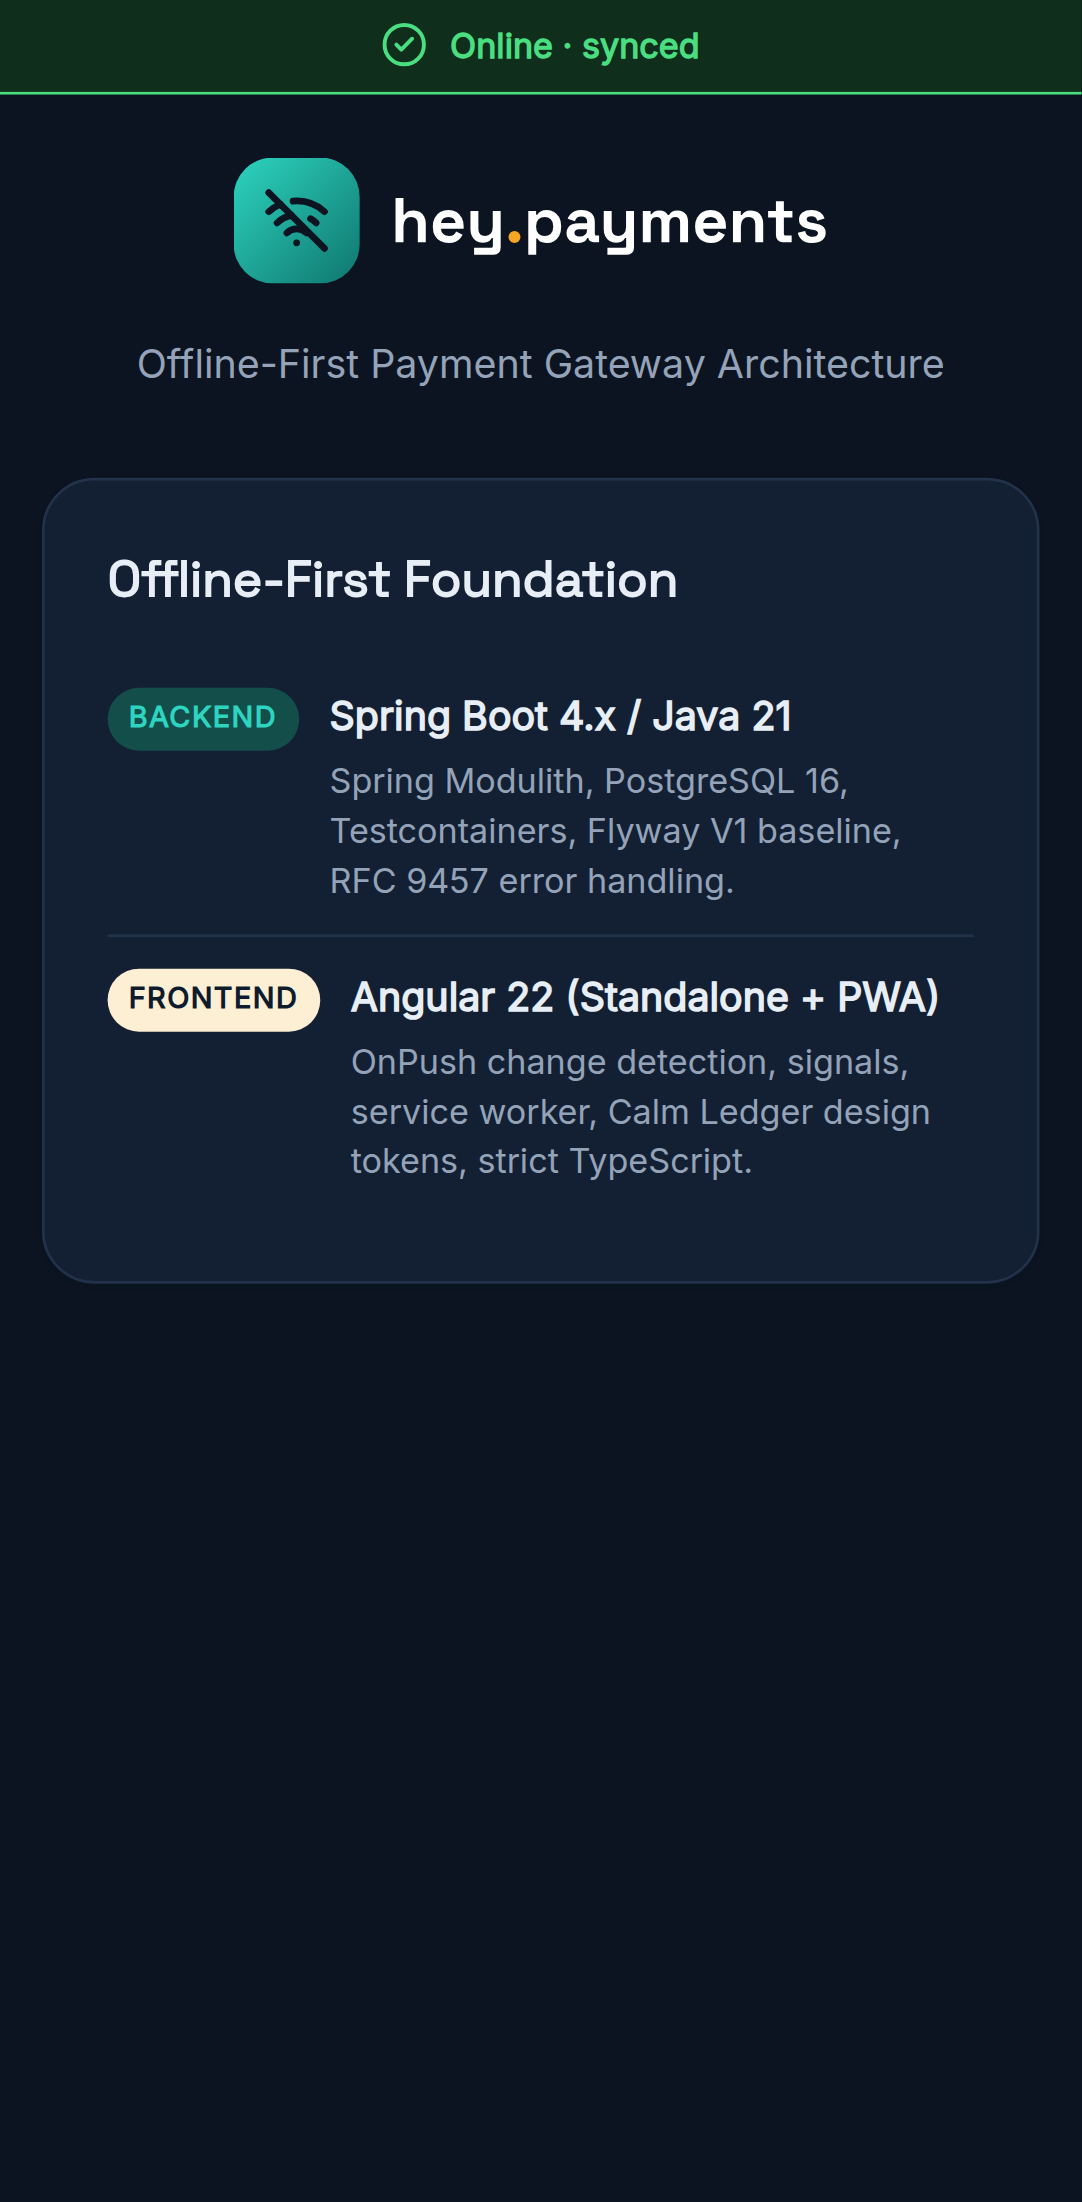 Online · synced
hey.payments
Offline-First Payment Gateway Architecture
Offline-First Foundation
BACKEND
Spring Boot 4.x / Java 21
Spring Modulith, PostgreSQL 16,
Testcontainers, Flyway V1 baseline,
RFC 9457 error handling.
FRONTEND
Angular 22 (Standalone + PWA)
OnPush change detection, signals,
service worker, Calm Ledger design
tokens, strict TypeScript.